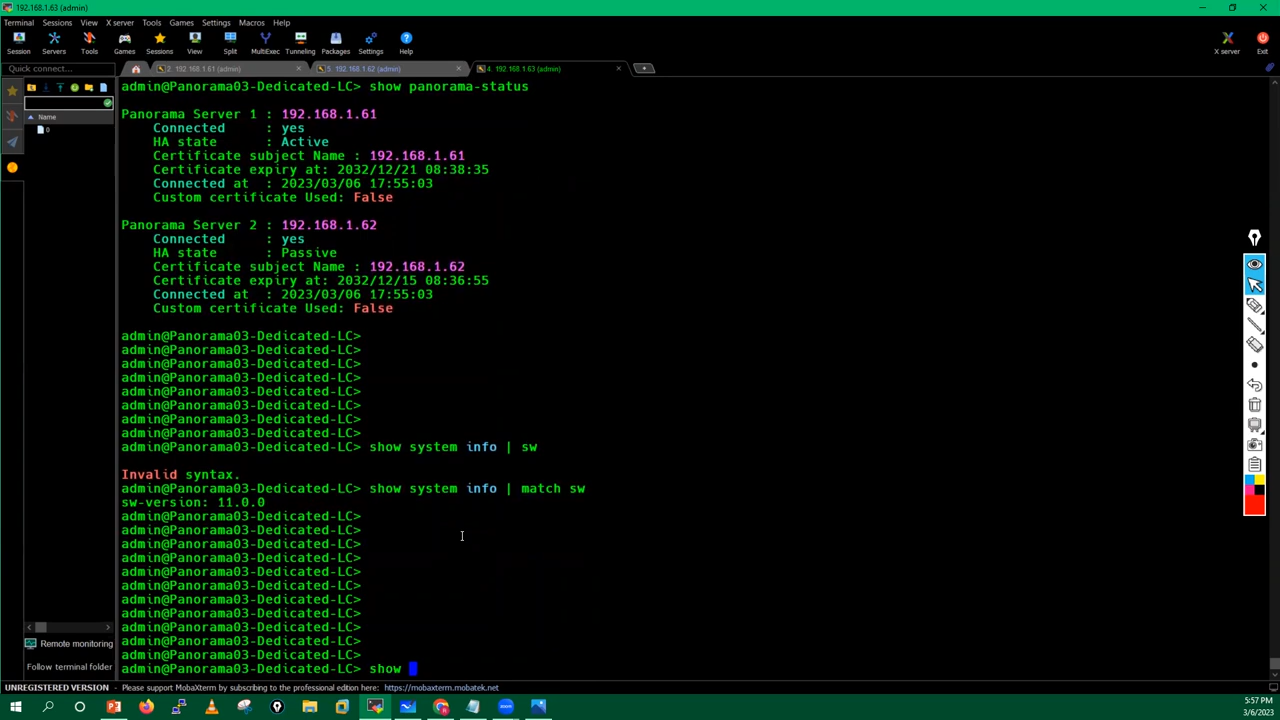 192.168.1.63 (admin)
Terminal Sessions View X server Tools Games Settings Macros Help
Session Servers Tools Games Sessions View Split MultiExec Tunneling Packages Settings Help X server Exit
Quick connect... 2. 192.168.1.61 (admin) 5. 192.168.1.62 (admin) 4. 192.168.1.63 (admin)
Name
0
admin@Panorama03-Dedicated-LC> show panorama-status
Panorama Server 1 : 192.168.1.61
Connected : yes
HA state : Active
Certificate subject Name : 192.168.1.61
Certificate expiry at: 2032/12/21 08:38:35
Connected at : 2023/03/06 17:55:03
Custom certificate Used: False
Panorama Server 2 : 192.168.1.62
Connected : yes
HA state : Passive
Certificate subject Name : 192.168.1.62
Certificate expiry at: 2032/12/15 08:36:55
Connected at : 2023/03/06 17:55:03
Custom certificate Used: False
admin@Panorama03-Dedicated-LC>
admin@Panorama03-Dedicated-LC>
admin@Panorama03-Dedicated-LC>
admin@Panorama03-Dedicated-LC>
admin@Panorama03-Dedicated-LC>
admin@Panorama03-Dedicated-LC>
admin@Panorama03-Dedicated-LC>
admin@Panorama03-Dedicated-LC>
admin@Panorama03-Dedicated-LC> show system info | sw
Invalid syntax.
admin@Panorama03-Dedicated-LC> show system info | match sw
sw-version: 11.0.0
admin@Panorama03-Dedicated-LC>
admin@Panorama03-Dedicated-LC>
admin@Panorama03-Dedicated-LC>
admin@Panorama03-Dedicated-LC>
admin@Panorama03-Dedicated-LC>
admin@Panorama03-Dedicated-LC>
admin@Panorama03-Dedicated-LC>
admin@Panorama03-Dedicated-LC>
admin@Panorama03-Dedicated-LC>
admin@Panorama03-Dedicated-LC>
admin@Panorama03-Dedicated-LC>
admin@Panorama03-Dedicated-LC> show
Remote monitoring
Follow terminal folder
UNREGISTERED VERSION - Please support MobaXterm by subscribing to the professional edition here: https://mobaxterm.mobatek.net
5:57 PM
3/6/2023